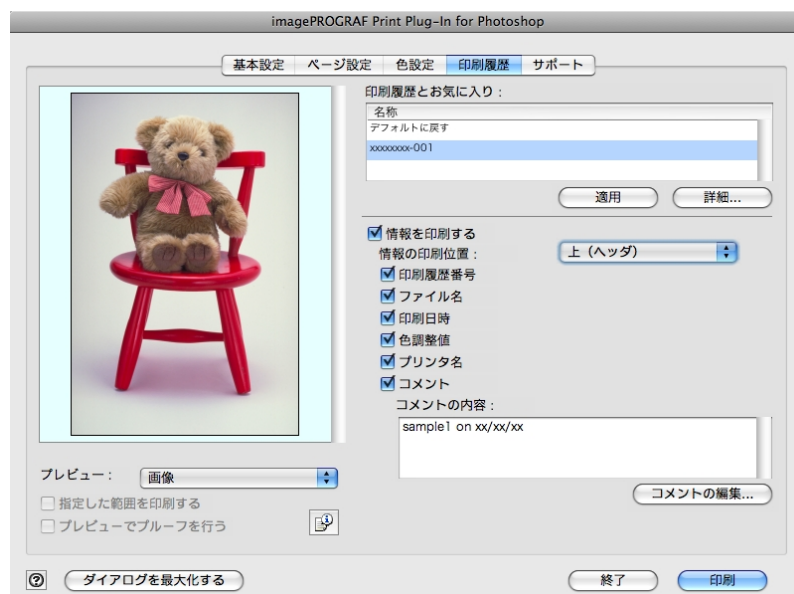 imagePROGRAF Print Plug-In for Photoshop
基本設定 ページ設定 色設定 印刷履歴 サポート
印刷履歴とお気に入り :
名称
デフォルトに戻す
xxxxxxxx-001
適用 詳細...
情報を印刷する
情報の印刷位置 : 上 (ヘッダ)
印刷履歴番号
ファイル名
印刷日時
色調整値
プリンタ名
コメント
コメントの内容 :
sample1 on xx/xx/xx
コメントの編集...
プレビュー : 画像
指定した範囲を印刷する
プレビューでプルーフを行う
? ダイアログを最大化する 終了 印刷